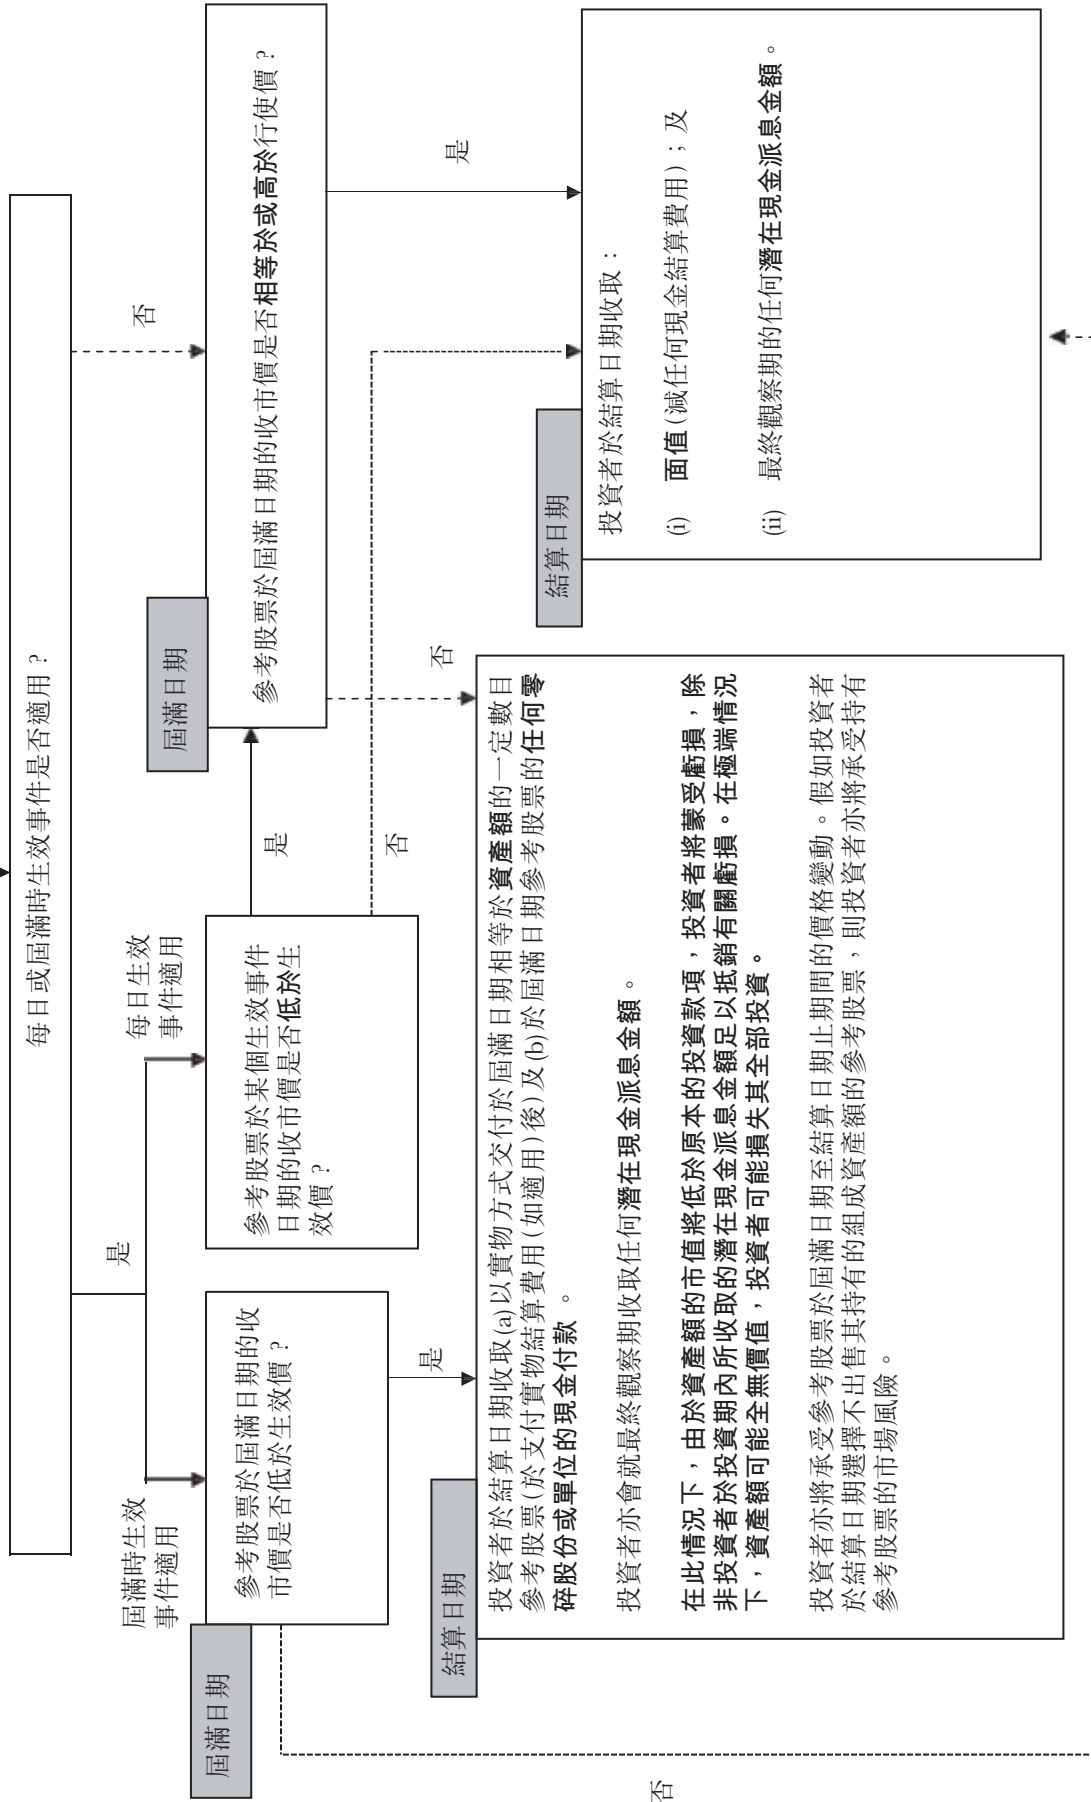 每日或屆滿時生效事件是否適用？
是
否
屆滿時生效
事件適用
每日生效
事件適用
屆滿日期
參考股票於屆滿日期的收
市價是否低於生效價？
參考股票於某個生效事件
日期的收市價是否低於生
效價？
是
否
屆滿日期
參考股票於屆滿日期的收市價是否相等於或高於行使價？
是
否
是
否
結算日期
投資者於結算日期收取(a)以實物方式交付於屆滿日期相等於資產額的一定數目
參考股票(於支付實物結算費用(如適用)後)及(b)於屆滿日期參考股票的任何零
碎股份或單位的現金付款。
投資者亦會就最終觀察期收取任何潛在現金派息金額。
在此情況下，由於資產額的市值將低於原本的投資款項，投資者將蒙受虧損，除
非投資者於投資期內所收取的潛在現金派息金額足以抵銷有關虧損。在極端情況
下，資產額可能全無價值，投資者可能損失其全部投資。
投資者亦將承受參考股票於屆滿日期至結算日期止期間的價格變動。假如投資者
於結算日期選擇不出售其持有的組成資產額的參考股票，則投資者亦將承受持有
參考股票的市場風險。
結算日期
投資者於結算日期收取：
(i) 面值(減任何現金結算費用)；及
(ii) 最終觀察期的任何潛在現金派息金額。